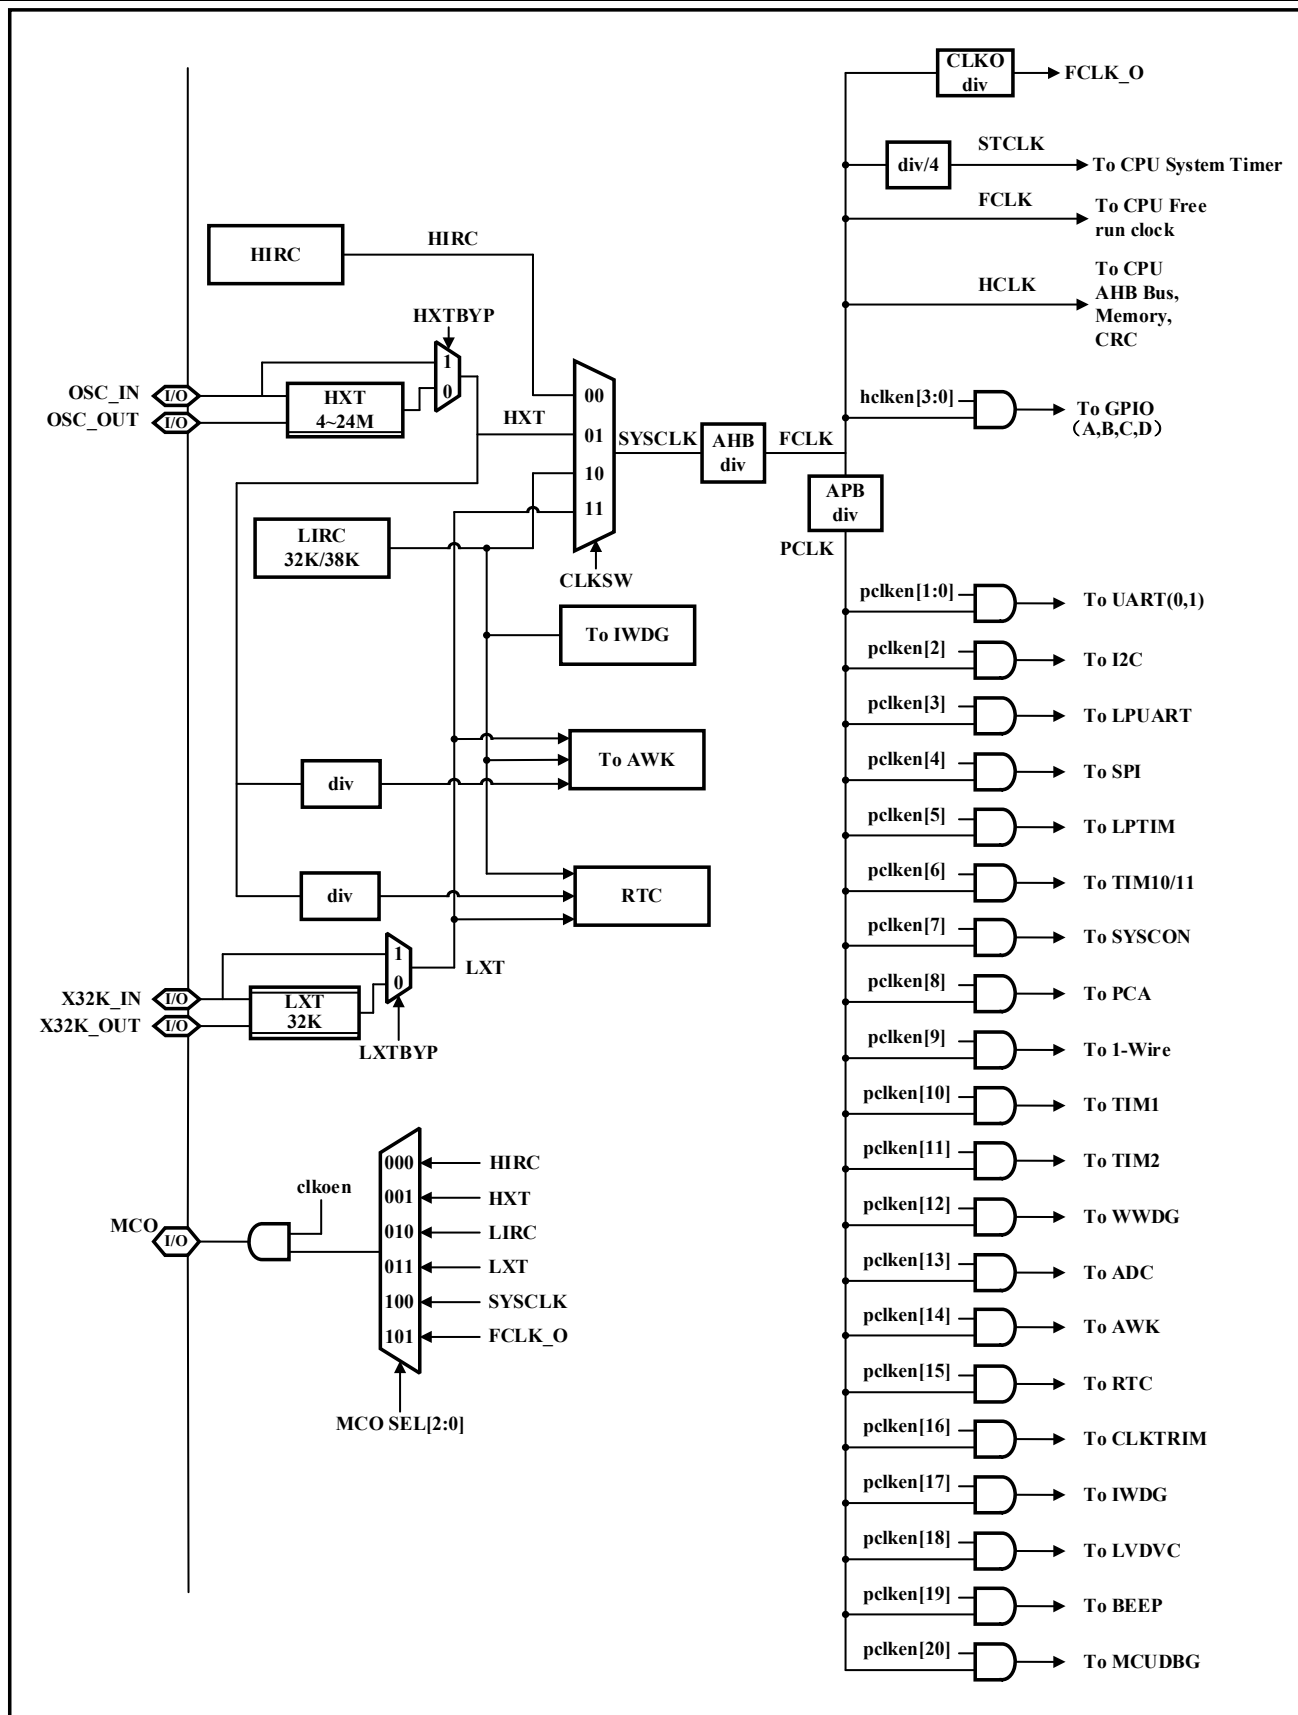 CLKO
div
FCLK_O
STCLK
div/4
To CPU System Timer
FCLK
To CPU Free
run clock
HIRC
HIRC
HCLK
To CPU
AHB Bus,
Memory,
CRC
HXTBYP
1
0
OSC_IN
I/O
OSC_OUT
I/O
HXT
4~24M
HXT
00
01
10
11
SYSCLK
AHB
div
FCLK
hclken[3:0]
To GPIO
（A,B,C,D）
APB
div
PCLK
LIRC
32K/38K
CLKSW
To IWDG
To AWK
div
div
RTC
1
0
LXT
X32K_IN
I/O
X32K_OUT
I/O
LXT
32K
LXTBYP
pclken[1:0]
To UART(0,1)
pclken[2]
To I2C
pclken[3]
To LPUART
pclken[4]
To SPI
pclken[5]
To LPTIM
pclken[6]
To TIM10/11
pclken[7]
To SYSCON
pclken[8]
To PCA
pclken[9]
To 1-Wire
pclken[10]
To TIM1
pclken[11]
To TIM2
pclken[12]
To WWDG
pclken[13]
To ADC
pclken[14]
To AWK
pclken[15]
To RTC
pclken[16]
To CLKTRIM
pclken[17]
To IWDG
pclken[18]
To LVDVC
pclken[19]
To BEEP
pclken[20]
To MCUDBG
MCO
I/O
clkoen
000
HIRC
001
HXT
010
LIRC
011
LXT
100
SYSCLK
101
FCLK_O
MCO SEL[2:0]